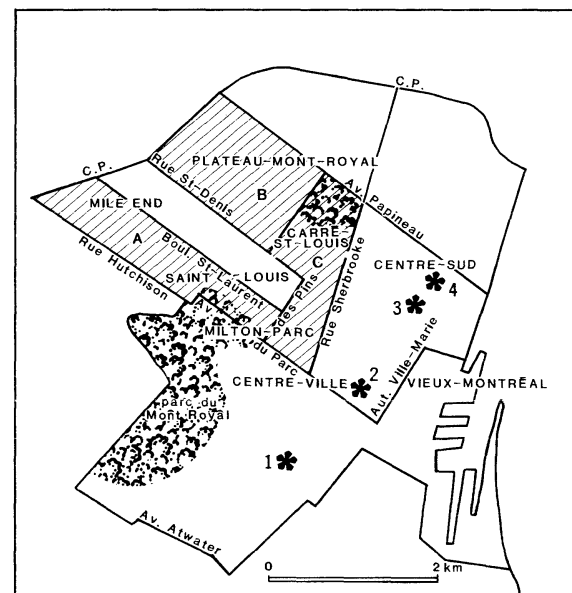 C.P.
PLATEAU-MONT-ROYAL
Rue St-Denis
C.P.
B
Av. Papineau
MILE END
CARRÉ-
ST-LOUIS
A
Boul. St-Laurent
C
Rue Hutchison
SAINT-LOUIS
des Pins
Rue Sherbrooke
CENTRE-SUD
4
3
Av.
MILTON-PARC
du Parc
Aut. Ville-Marie
CENTRE-VILLE
2
VIEUX-MONTRÉAL
parc du
Mont Royal
1
Av. Atwater
0 2 km